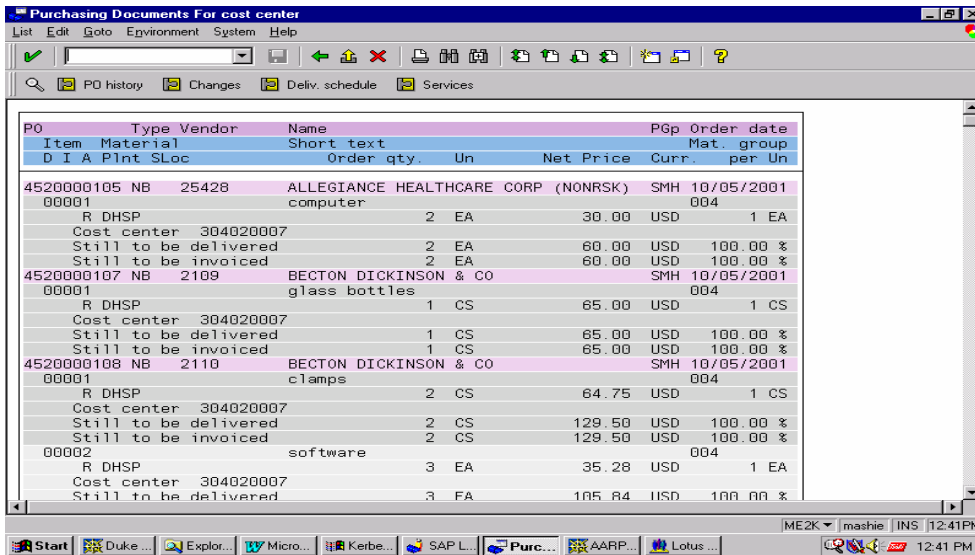 Purchasing Documents For cost center
List Edit Goto Environment System Help
PO history Changes Deliv. schedule Services
PO Type Vendor Name PGp Order date
Item Material Short text Mat. group
D I A Plnt SLoc Order qty. Un Net Price Curr. per Un
4520000105 NB 25428 ALLEGIANCE HEALTHCARE CORP (NONRSK) SMH 10/05/2001
00001 computer 004
R DHSP 2 EA 30.00 USD 1 EA
Cost center 304020007
Still to be delivered 2 EA 60.00 USD 100.00 %
Still to be invoiced 2 EA 60.00 USD 100.00 %
4520000107 NB 2109 BECTON DICKINSON & CO SMH 10/05/2001
00001 glass bottles 004
R DHSP 1 CS 65.00 USD 1 CS
Cost center 304020007
Still to be delivered 1 CS 65.00 USD 100.00 %
Still to be invoiced 1 CS 65.00 USD 100.00 %
4520000108 NB 2110 BECTON DICKINSON & CO SMH 10/05/2001
00001 clamps 004
R DHSP 2 CS 64.75 USD 1 CS
Cost center 304020007
Still to be delivered 2 CS 129.50 USD 100.00 %
Still to be invoiced 2 CS 129.50 USD 100.00 %
00002 software 004
R DHSP 3 EA 35.28 USD 1 EA
Cost center 304020007
Still to be delivered 3 EA 105.84 USD 100.00 %
ME2K mashie INS 12:41PM
Start Duke ... Explor... Micro... Kerbe... SAP L... Purc... AARP... Lotus ... 12:41 PM